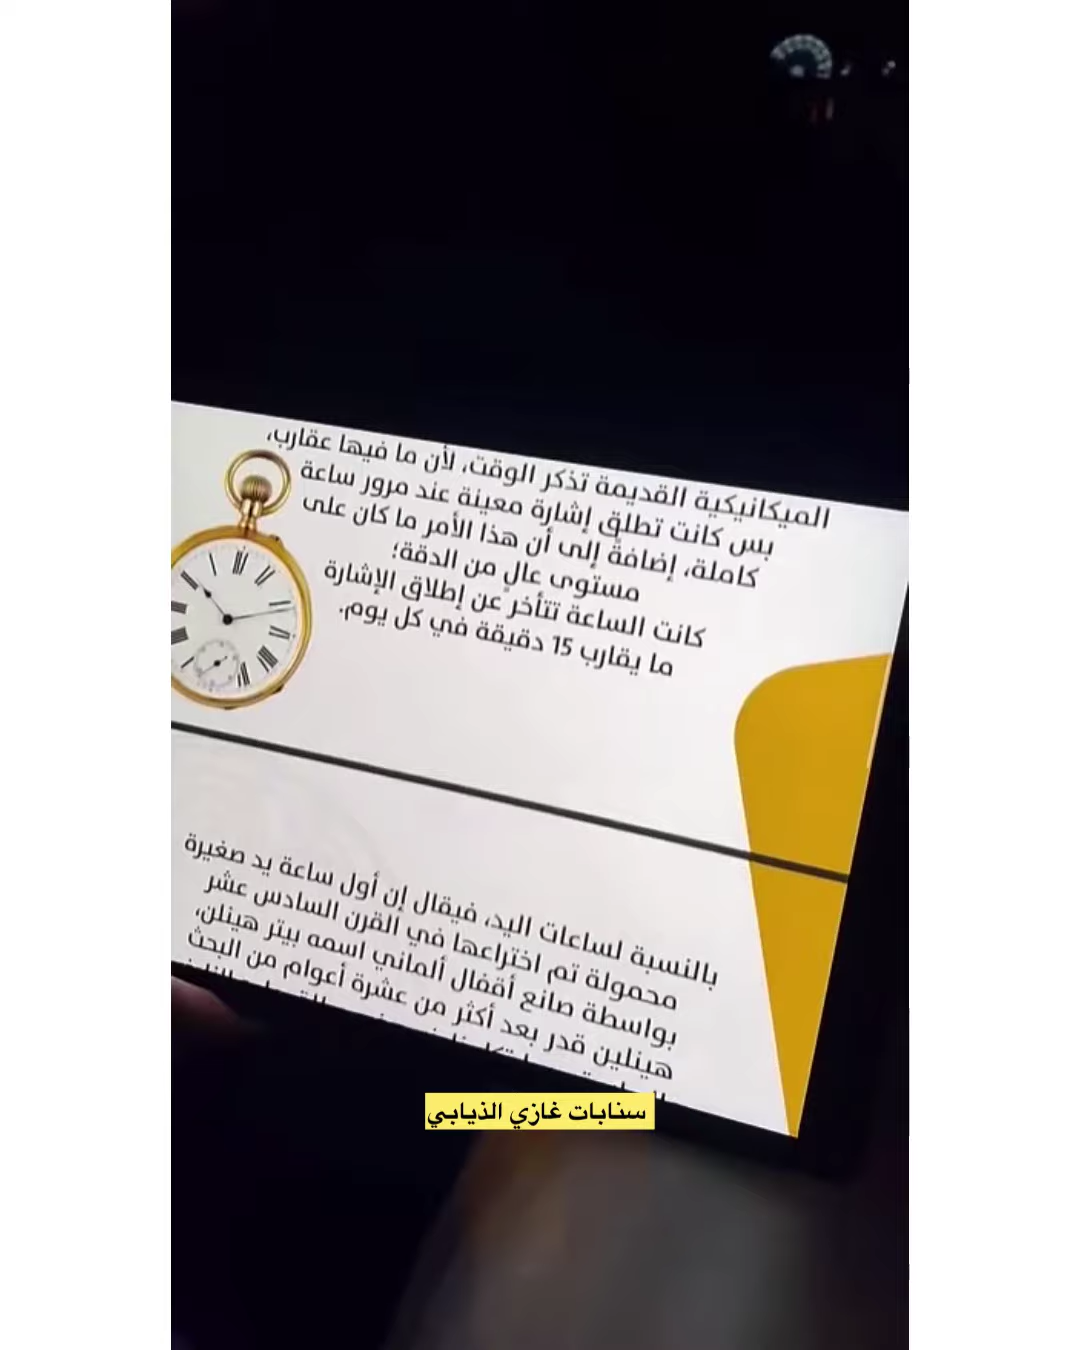 الميكانيكية القديمة تذكر الوقت، لأن ما فيها عقارب،
بس كانت تطلق إشارة معينة عند مرور ساعة
كاملة، إضافةً إلى أن هذا الأمر ما كان على
مستوى عالٍ من الدقة؛
كانت الساعة تتأخر عن إطلاق الإشارة
ما يقارب 15 دقيقة في كل يوم.
بالنسبة لساعات اليد، فيقال إن أول ساعة يد صغيرة
محمولة تم اختراعها في القرن السادس عشر
بواسطة صانع أقفال ألماني اسمه بيتر هينلن،
هينلين قدر بعد أكثر من عشرة أعوام من البحث
سنابات غازي الذيابي